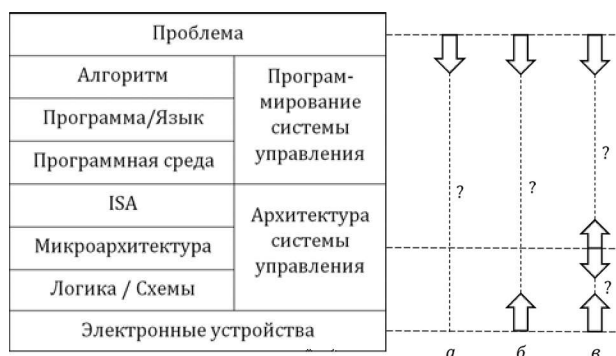 Проблема
Алгоритм
Программа/Язык
Программная среда
Програм-
мирование
системы
управления
ISA
Микроархитектура
Логика / Схемы
Архитектура
системы
управления
Электронные устройства
?
?
?
?
а
б
в